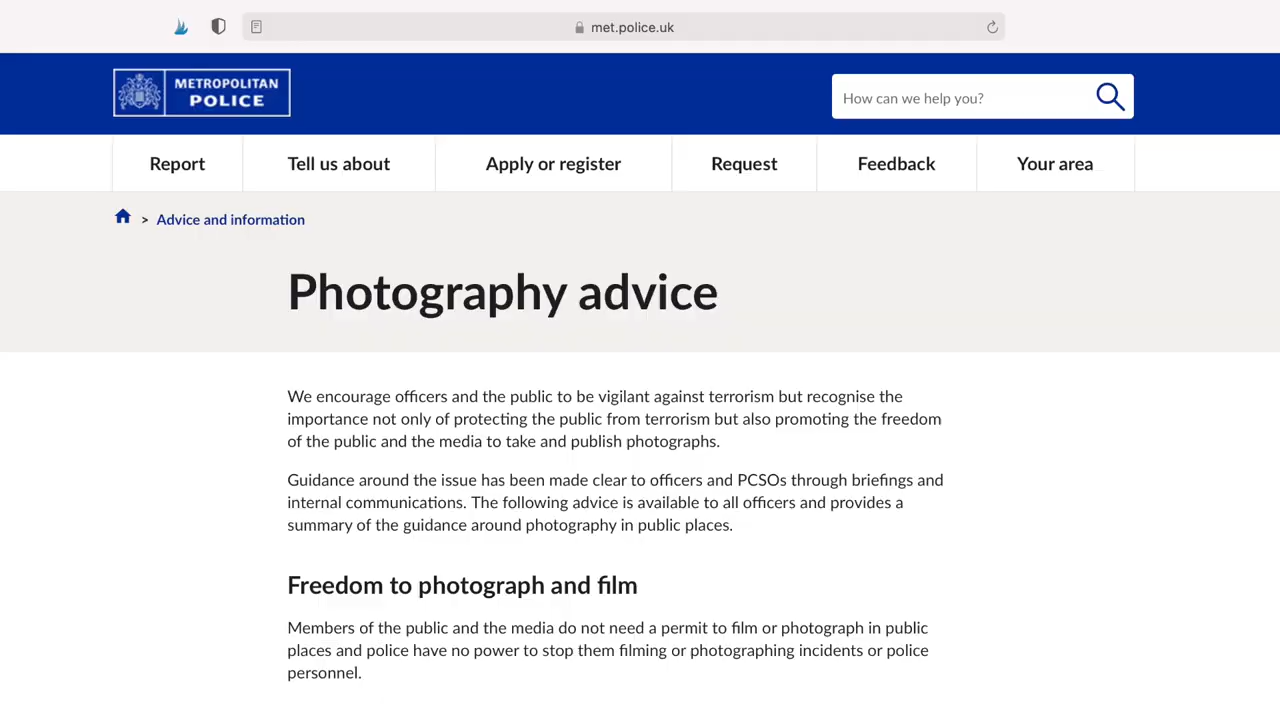 met.police.uk
METROPOLITAN
POLICE
How can we help you?
Report
Tell us about
Apply or register
Request
Feedback
Your area
> Advice and information
Photography advice
We encourage officers and the public to be vigilant against terrorism but recognise the
importance not only of protecting the public from terrorism but also promoting the freedom
of the public and the media to take and publish photographs.
Guidance around the issue has been made clear to officers and PCSOs through briefings and
internal communications. The following advice is available to all officers and provides a
summary of the guidance around photography in public places.
Freedom to photograph and film
Members of the public and the media do not need a permit to film or photograph in public
places and police have no power to stop them filming or photographing incidents or police
personnel.